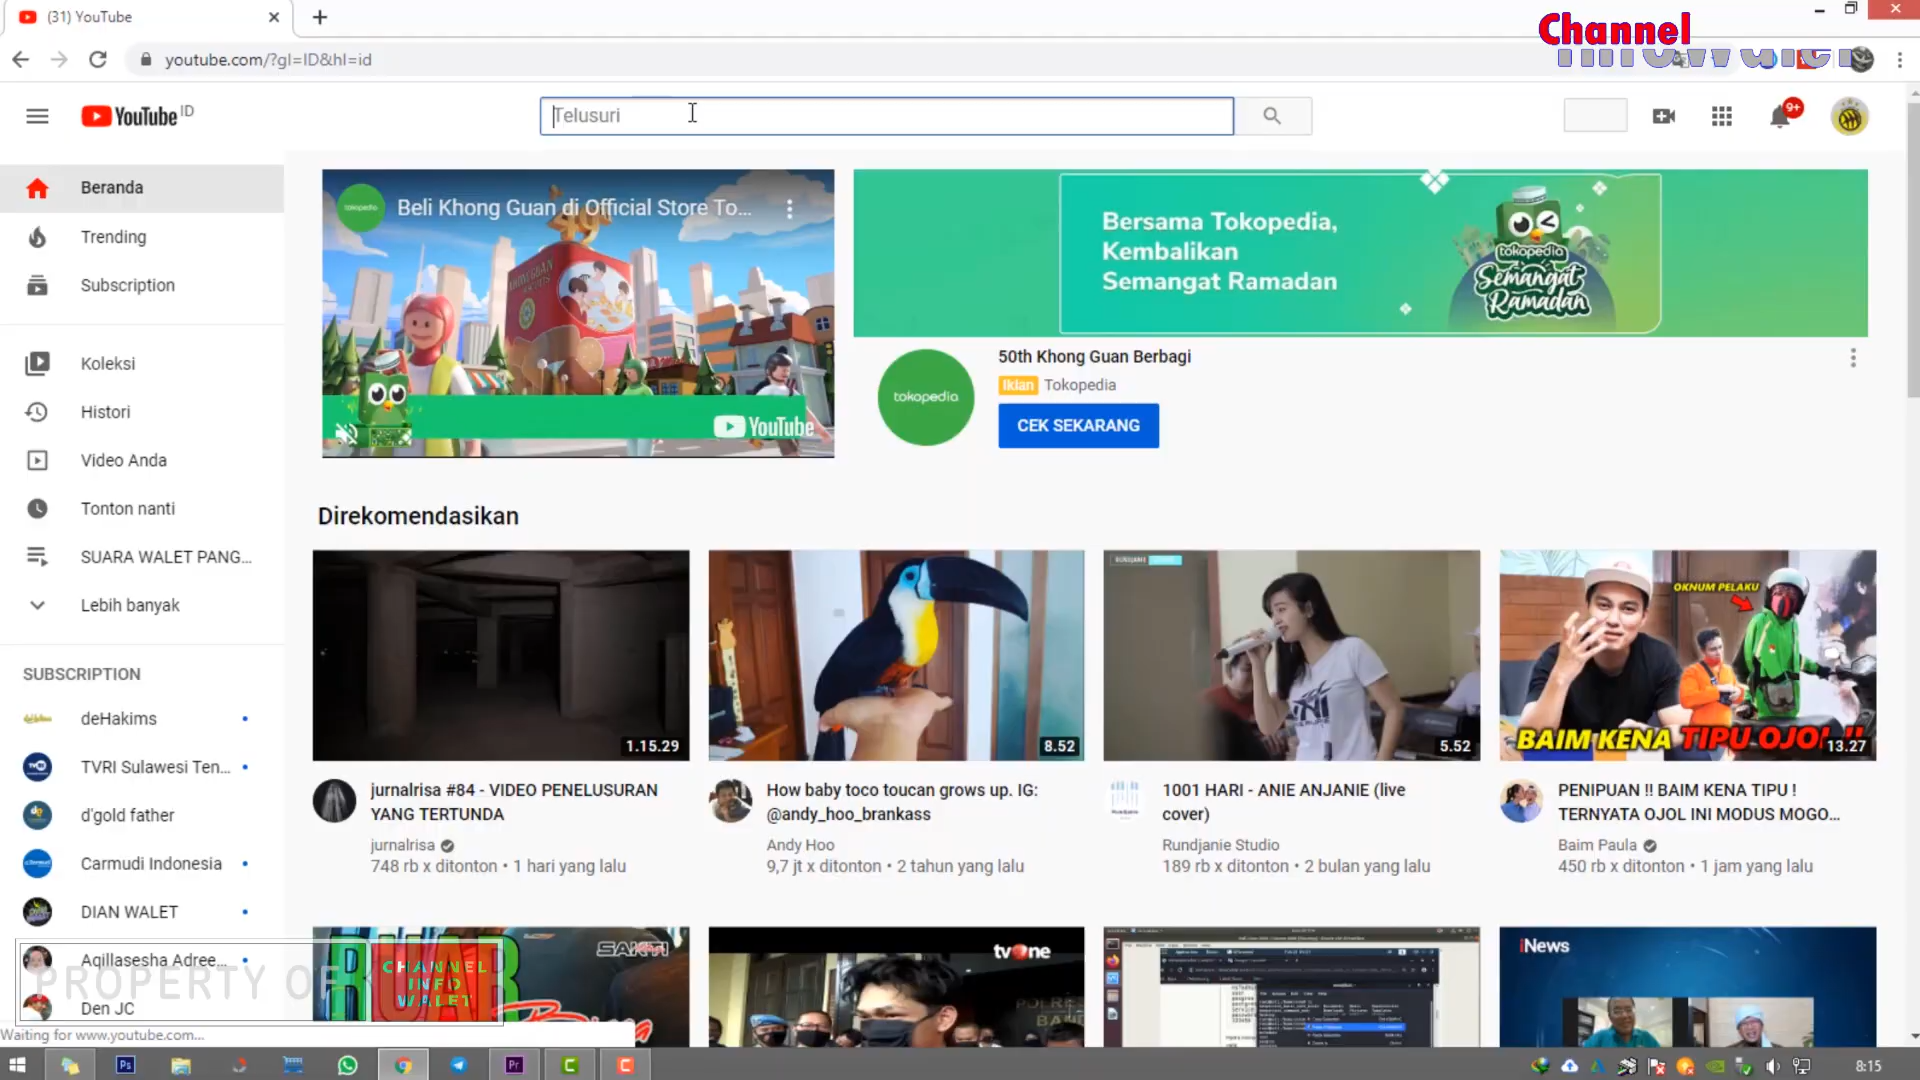 (31) YouTube
Channel
youtube.com/?gl=ID&hl=id
YouTube ID
Telusuri
9+
Beranda
Trending
Subscription
Koleksi
Histori
Video Anda
Tonton nanti
SUARA WALET PANG...
Lebih banyak
SUBSCRIPTION
deHakims
TVRI Sulawesi Ten...
d'gold father
Carmudi Indonesia
DIAN WALET
Aqillasesha Adree...
Den JC
PROPERTY OF
CHANNEL
INFO
WALET
Waiting for www.youtube.com...
tokopedia
Beli Khong Guan di Official Store To...
YouTube
Bersama Tokopedia,
Kembalikan
Semangat Ramadan
tokopedia
Semangat
Ramadan
tokopedia
50th Khong Guan Berbagi
Iklan Tokopedia
CEK SEKARANG
Direkomendasikan
1.15.29
jurnalrisa #84 - VIDEO PENELUSURAN
YANG TERTUNDA
jurnalrisa
748 rb x ditonton • 1 hari yang lalu
8.52
How baby toco toucan grows up. IG:
@andy_hoo_brankass
Andy Hoo
9,7 jt x ditonton • 2 tahun yang lalu
RUNDJANIE
5.52
1001 HARI - ANIE ANJANIE (live
cover)
Rundjanie Studio
189 rb x ditonton • 2 bulan yang lalu
OKNUM PELAKU
BAIM KENA TIPU OJOL !!
13.27
PENIPUAN !! BAIM KENA TIPU !
TERNYATA OJOL INI MODUS MOGO...
Baim Paula
450 rb x ditonton • 1 jam yang lalu
SAKTI
tvOne
iNews
Ps
Pr
8:15